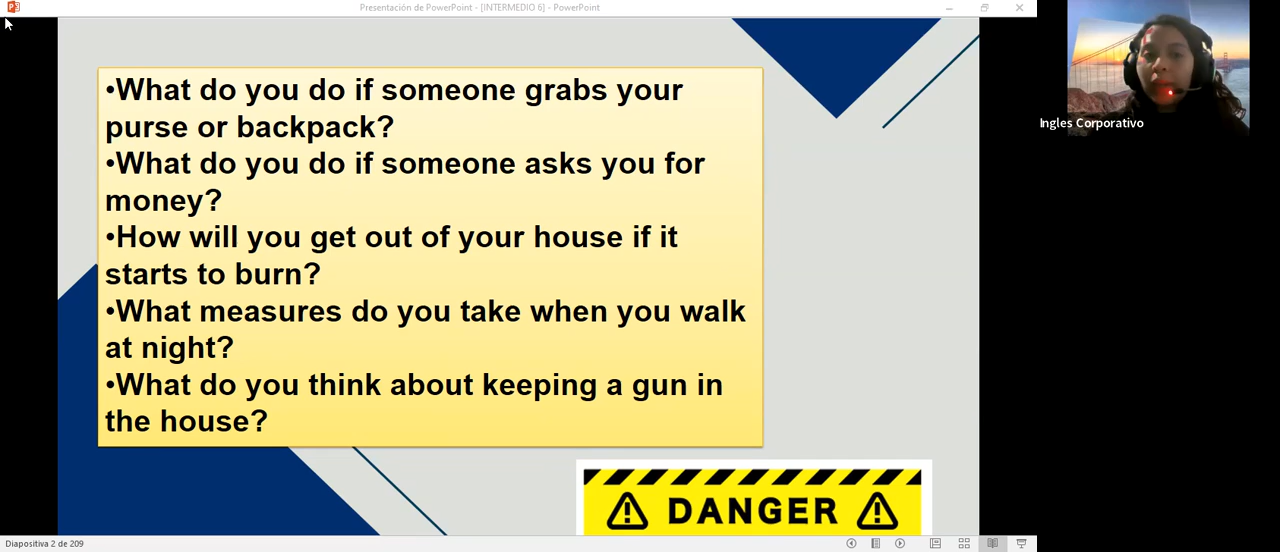 Presentación de PowerPoint - [INTERMEDIO 6] - PowerPoint
•What do you do if someone grabs your
purse or backpack?
•What do you do if someone asks you for
money?
•How will you get out of your house if it
starts to burn?
•What measures do you take when you walk
at night?
•What do you think about keeping a gun in
the house?
DANGER
Ingles Corporativo
Diapositiva 2 de 209